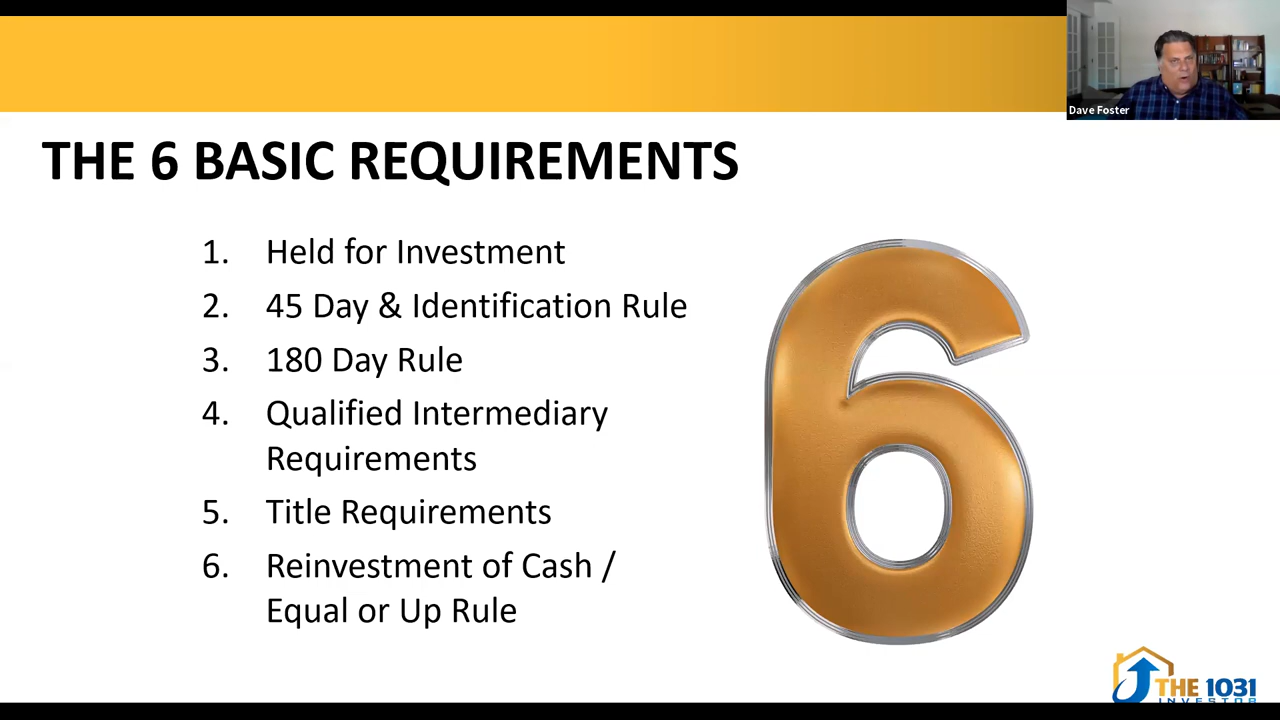 Dave Foster
THE 6 BASIC REQUIREMENTS
1. Held for Investment
2. 45 Day & Identification Rule
3. 180 Day Rule
4. Qualified Intermediary
Requirements
5. Title Requirements
6. Reinvestment of Cash /
Equal or Up Rule
6
THE 1031
INVESTOR